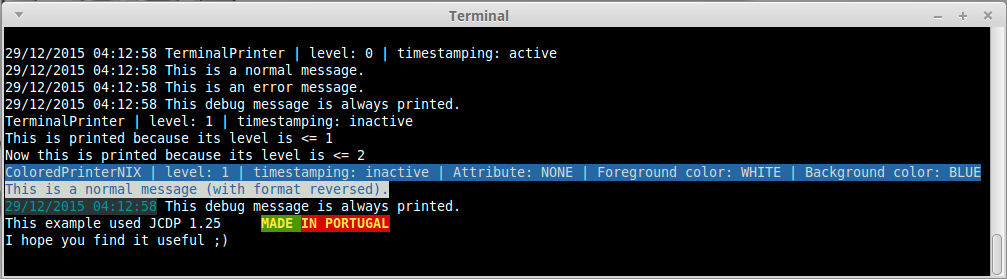 Terminal
29/12/2015 04:12:58 TerminalPrinter | level: 0 | timestamping: active
29/12/2015 04:12:58 This is a normal message.
29/12/2015 04:12:58 This is an error message.
29/12/2015 04:12:58 This debug message is always printed.
TerminalPrinter | level: 1 | timestamping: inactive
This is printed because its level is <= 1
Now this is printed because its level is <= 2
ColoredPrinterNIX | level: 1 | timestamping: inactive | Attribute: NONE | Foreground color: WHITE | Background color: BLUE
This is a normal message (with format reversed).
29/12/2015 04:12:58 This debug message is always printed.
This example used JCDP 1.25 MADE IN PORTUGAL
I hope you find it useful ;)